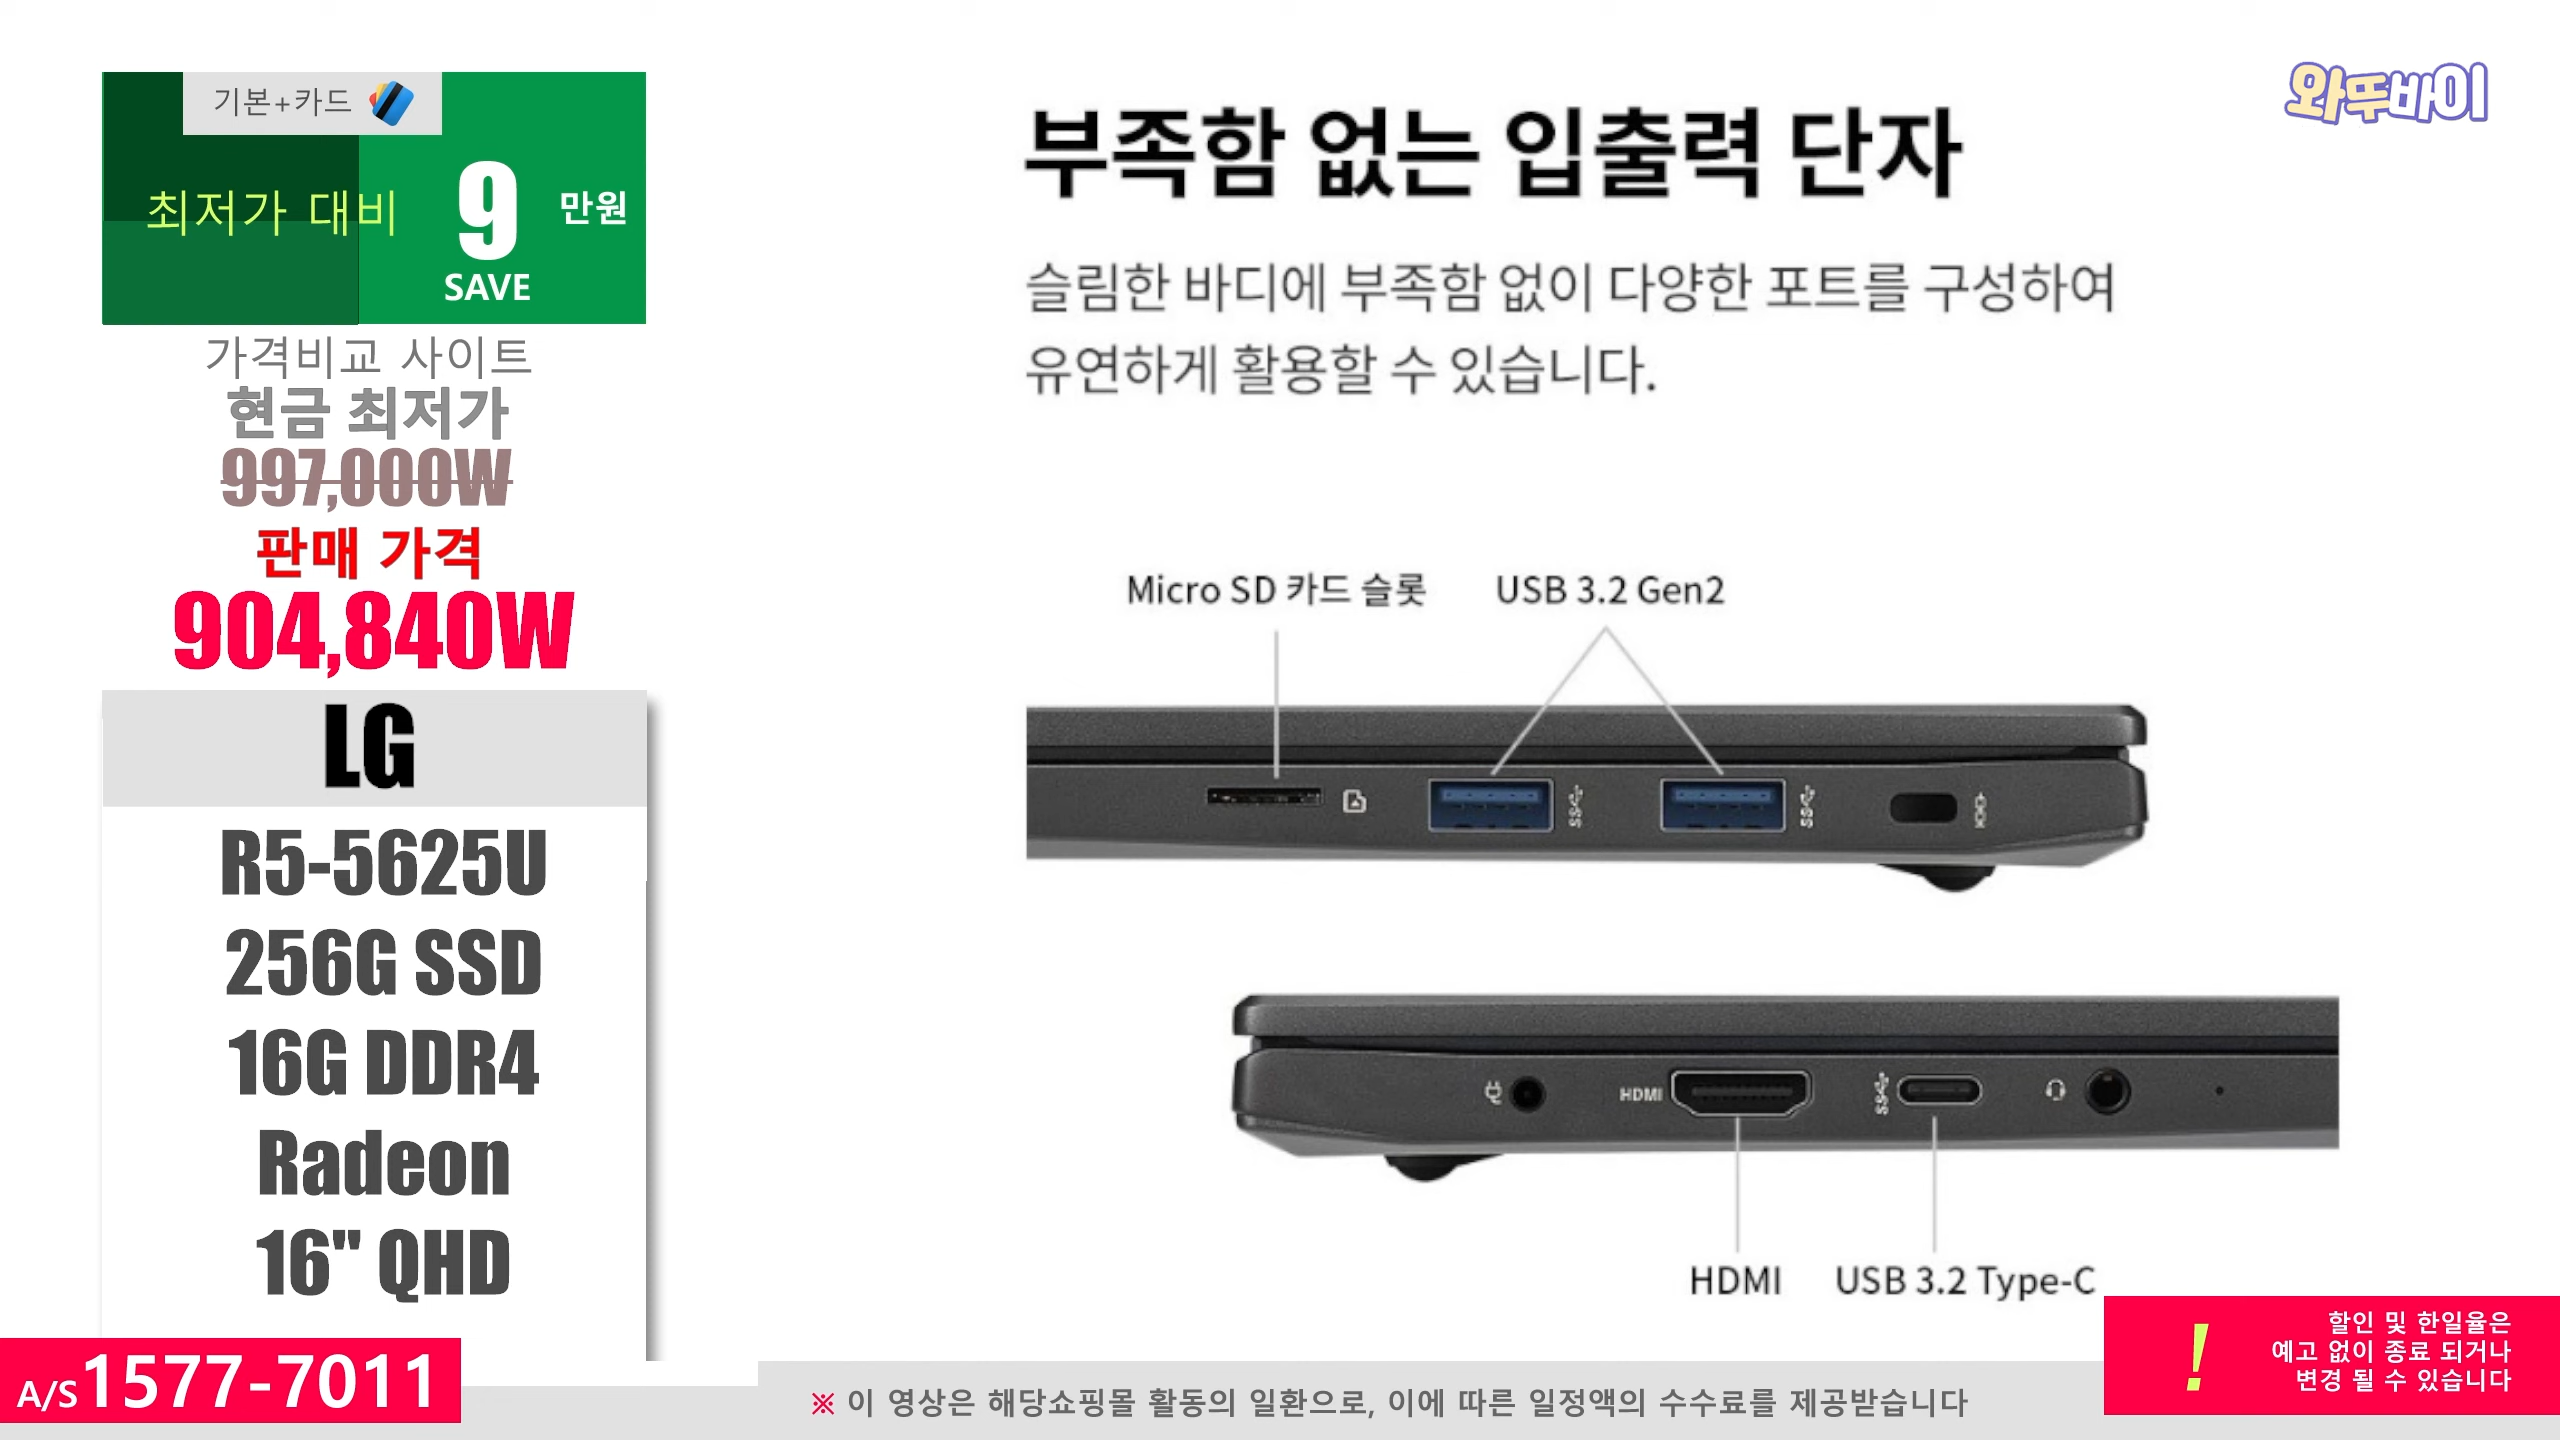 기본+카드
최저가 대비 9 만원
SAVE
가격비교 사이트
현금 최저가
997,000W
판매 가격
904,840W
LG
R5-5625U
256G SSD
16G DDR4
Radeon
16" QHD
A/S 1577-7011
와뚜바이
부족함 없는 입출력 단자
슬림한 바디에 부족함 없이 다양한 포트를 구성하여
유연하게 활용할 수 있습니다.
Micro SD 카드 슬롯
USB 3.2 Gen2
HDMI
HDMI
USB 3.2 Type-C
※ 이 영상은 해당쇼핑몰 활동의 일환으로, 이에 따른 일정액의 수수료를 제공받습니다
!
할인 및 한일율은
예고 없이 종료 되거나
변경 될 수 있습니다